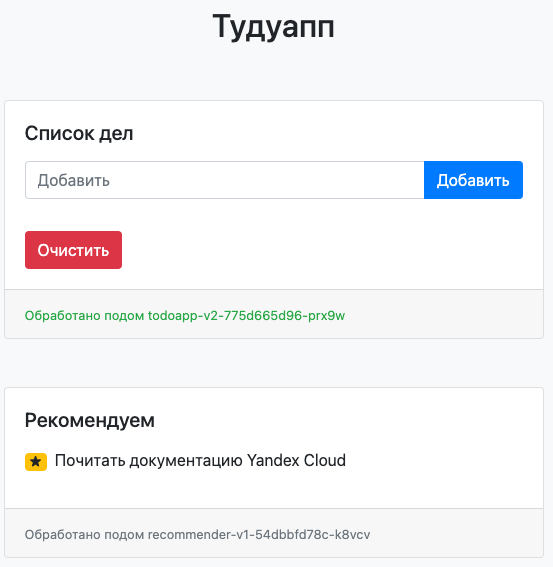 Тудуапп
Список дел
Добавить Добавить
Очистить
Обработано подом todoapp-v2-775d665d96-prx9w
Рекомендуем
Почитать документацию Yandex Cloud
Обработано подом recommender-v1-54dbbfd78c-k8vcv